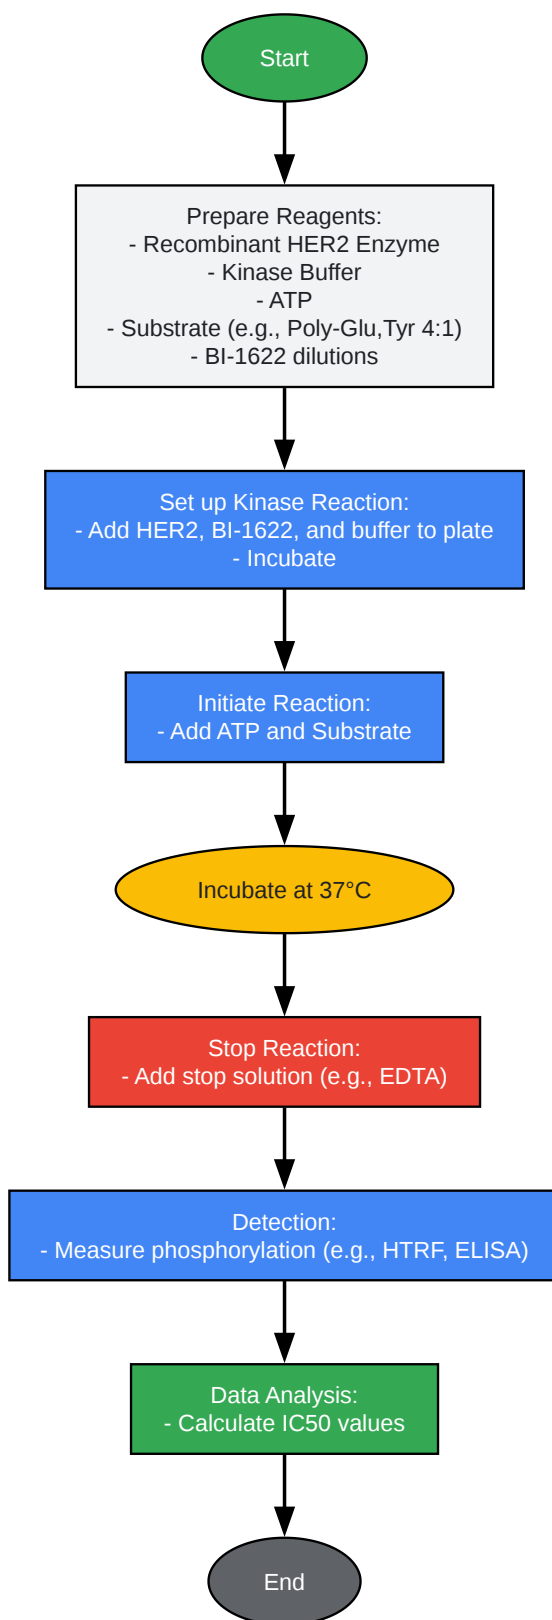 Start
Prepare Reagents:
- Recombinant HER2 Enzyme
- Kinase Buffer
- ATP
- Substrate (e.g., Poly-Glu,Tyr 4:1)
- BI-1622 dilutions
Set up Kinase Reaction:
- Add HER2, BI-1622, and buffer to plate
- Incubate
Initiate Reaction:
- Add ATP and Substrate
Incubate at 37°C
Stop Reaction:
- Add stop solution (e.g., EDTA)
Detection:
- Measure phosphorylation (e.g., HTRF, ELISA)
Data Analysis:
- Calculate IC50 values
End